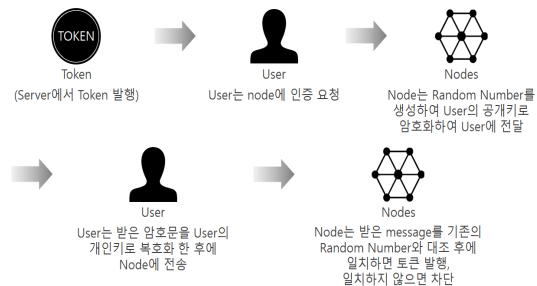 TOKEN
Token
(Server에서 Token 발행)
User
User는 node에 인증 요청
Nodes
Node는 Random Number를
생성하여 User의 공개키로
암호화하여 User에 전달
User
User는 받은 암호문을 User의
개인키로 복호화 한 후에
Node에 전송
Nodes
Node는 받은 message를 기존의
Random Number와 대조 후에
일치하면 토큰 발행,
일치하지 않으면 차단